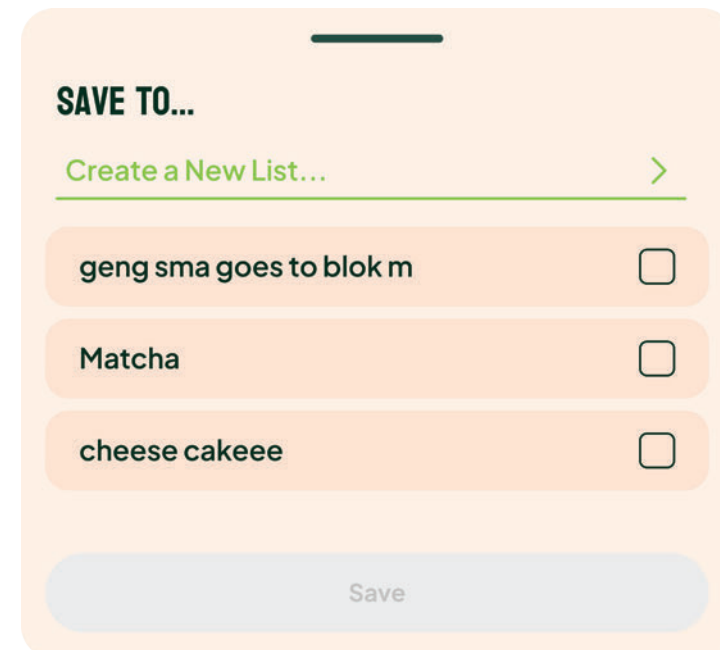 SAVE TO...
Create a New List...
geng sma goes to blok m
Matcha
cheese cakeee
Save